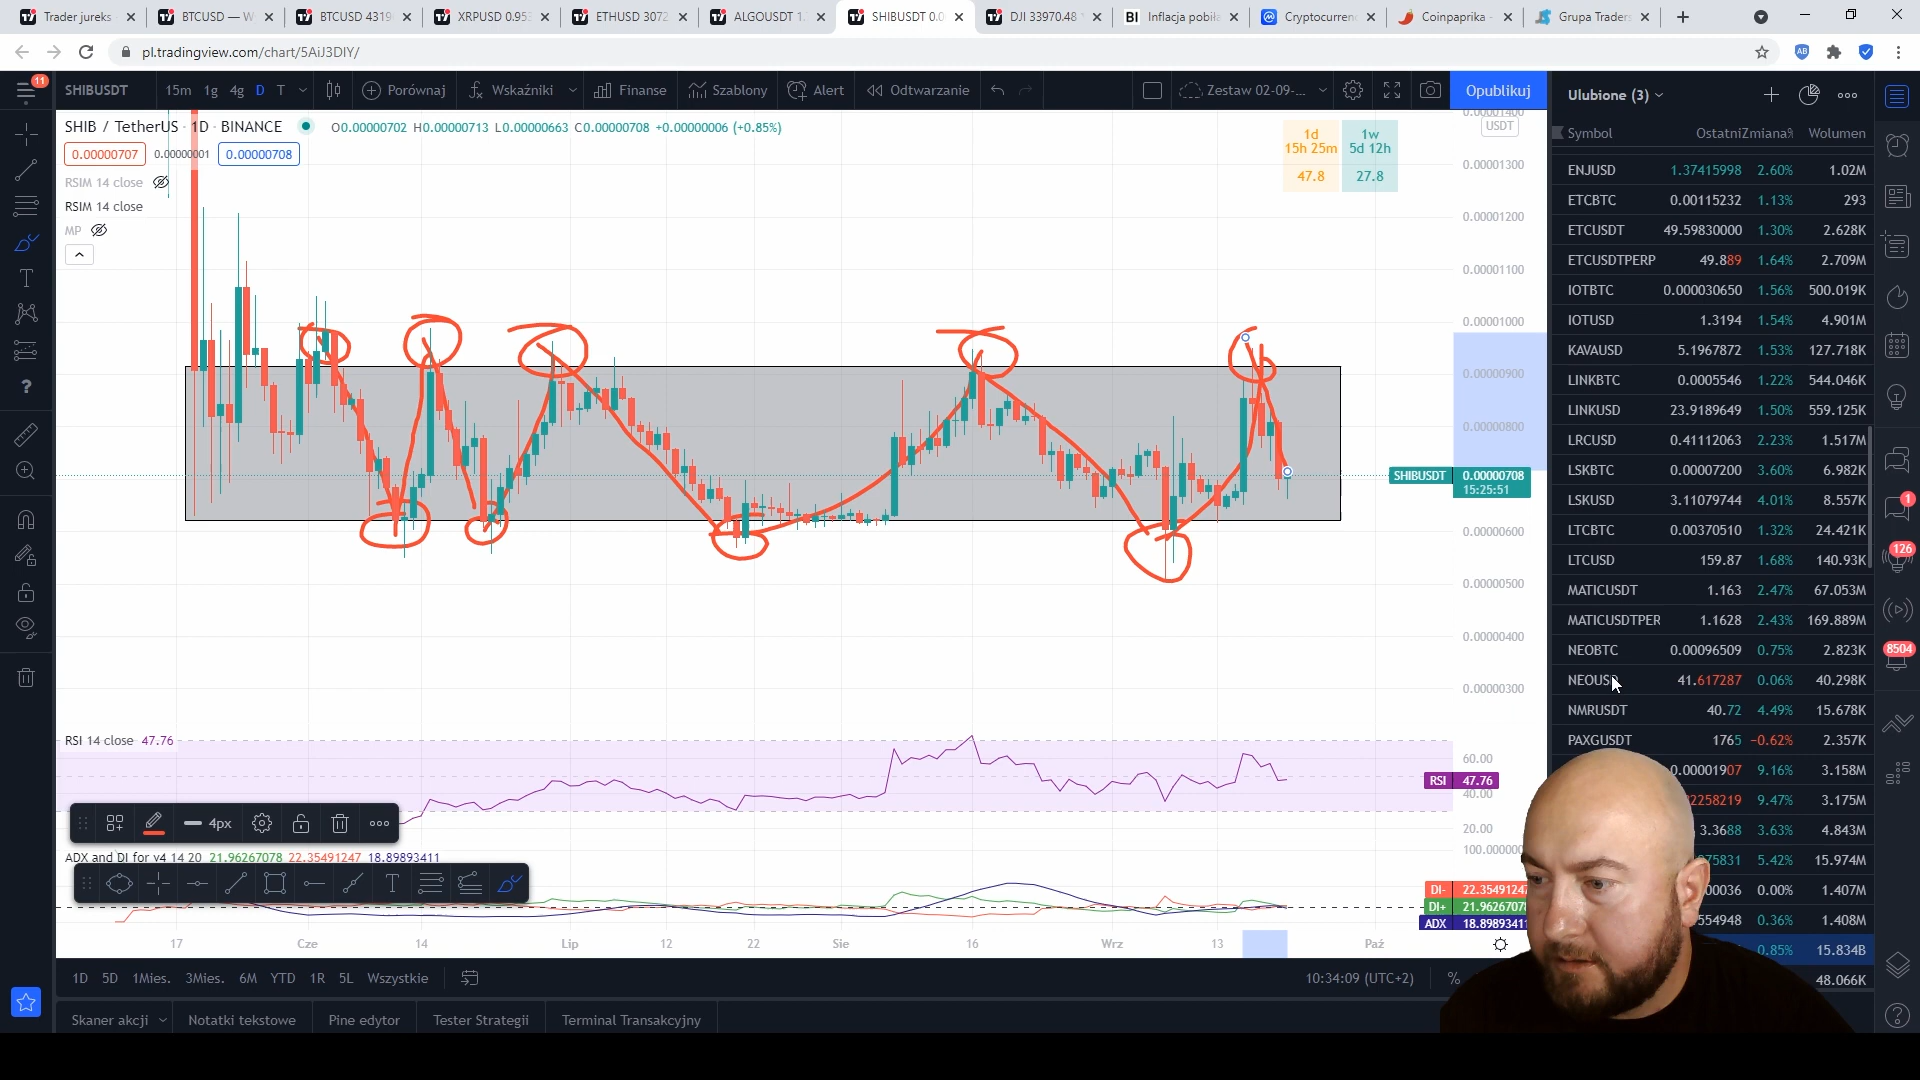 Trader jureks
BTCUSD — W
BTCUSD 4319
XRPUSD 0.953
ETHUSD 3072
ALGOUSDT 1.
SHIBUSDT 0.0
DJI 33970.48
Inflacja pobiła
Cryptocurren
Coinpaprika -
Grupa Traders
pl.tradingview.com/chart/5AiJ3DIY/
11
SHIBUSDT
15m 1g 4g D T
Porównaj
Wskaźniki
Finanse
Szablony
Alert
Odtwarzanie
Zestaw 02-09-...
Opublikuj
Ulubione (3)
SHIB / TetherUS · 1D · BINANCE
O0.00000702 H0.00000713 L0.00000663 C0.00000708 +0.00000006 (+0.85%)
0.00000707 0.00000001 0.00000708
RSIM 14 close
RSIM 14 close
MP
1d
15h 25m
47.8
1w
5d 12h
27.8
USDT
0.00001400
0.00001300
0.00001200
0.00001100
0.00001000
0.00000900
0.00000800
SHIBUSDT 0.00000708
15:25:51
0.00000600
0.00000500
0.00000400
0.00000300
Symbol Ostatni Zmiana% Wolumen
ENJUSD 1.37415998 2.60% 1.02M
ETCBTC 0.00115232 1.13% 293
ETCUSDT 49.59830000 1.30% 2.628K
ETCUSDTPERP 49.889 1.64% 2.709M
IOTBTC 0.000030650 1.56% 500.019K
IOTUSD 1.3194 1.54% 4.901M
KAVAUSD 5.1967872 1.53% 127.718K
LINKBTC 0.0005546 1.22% 544.046K
LINKUSD 23.9189649 1.50% 559.125K
LRCUSD 0.41112063 2.23% 1.517M
LSKBTC 0.00007200 3.60% 6.982K
LSKUSD 3.11079744 4.01% 8.557K
LTCBTC 0.00370510 1.32% 24.421K
LTCUSD 159.87 1.68% 140.93K
MATICUSDT 1.163 2.47% 67.053M
MATICUSDTPER 1.1628 2.43% 169.889M
NEOBTC 0.00096509 0.75% 2.823K
NEOUSD 41.617287 0.06% 40.298K
NMRUSDT 40.72 4.49% 15.678K
PAXGUSDT 1765 −0.62% 2.357K
0.00001907 9.16% 3.158M
2258219 9.47% 3.175M
3.3688 3.63% 4.843M
75831 5.42% 15.974M
00036 0.00% 1.407M
554948 0.36% 1.408M
0.85% 15.834B
48.066K
1
126
8504
RSI 14 close 47.76
60.00
RSI 47.76
40.00
20.00
4px
ADX and DI for v4 14 20 21.96267078 22.35491247 18.89893411
100.000000
DI- 22.3549124
DI+ 21.9626707
ADX 18.8989341
17 Cze 14 Lip 12 22 Sie 16 Wrz 13 Paź
1D 5D 1Mies. 3Mies. 6M YTD 1R 5L Wszystkie
10:34:09 (UTC+2)
%
Skaner akcji
Notatki tekstowe
Pine edytor
Tester Strategii
Terminal Transakcyjny